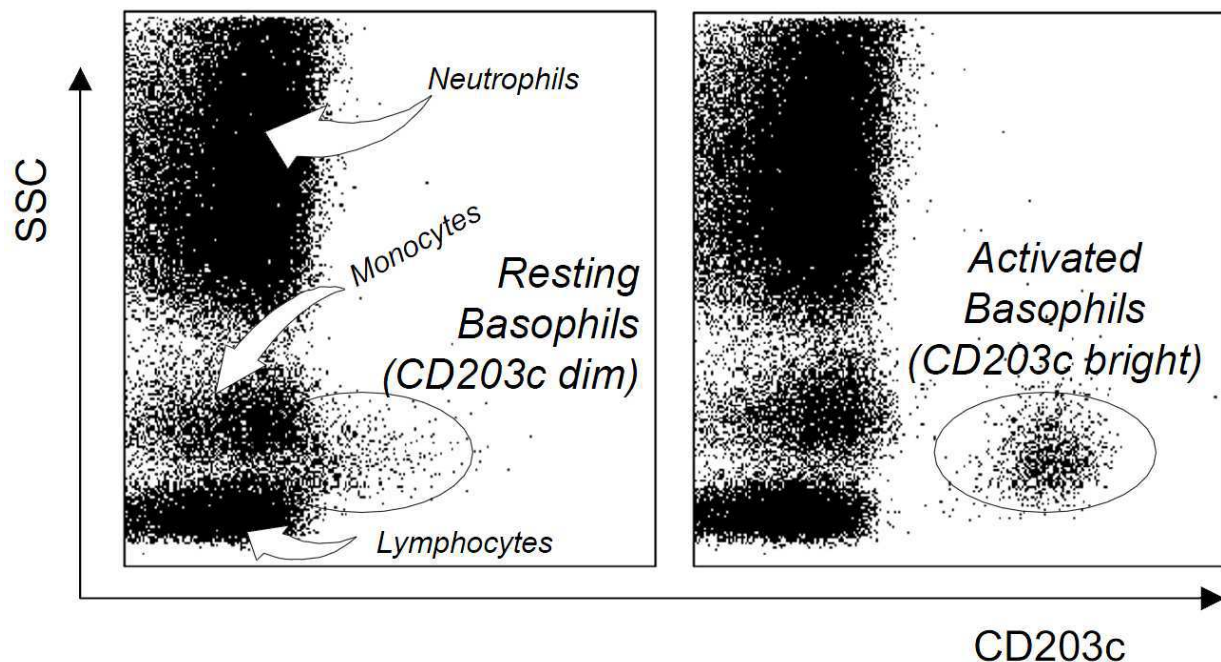 SSC
Neutrophils
Monocytes
Resting
Basophils
(CD203c dim)
Lymphocytes
Activated
Basophils
(CD203c bright)
CD203c